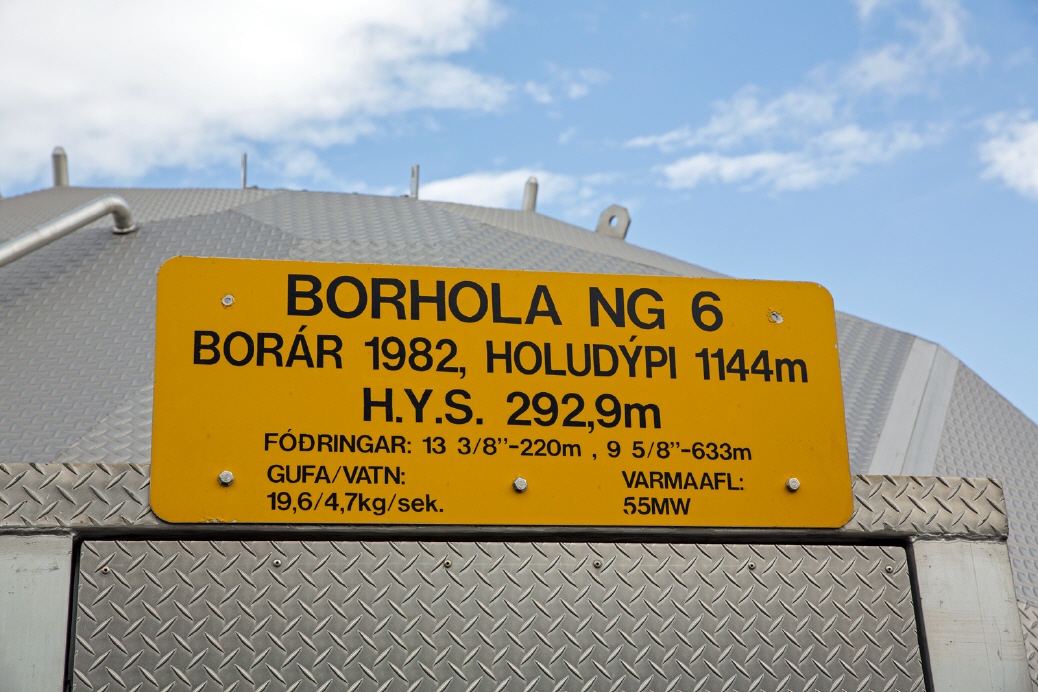 BORHOLA NG 6
BORÁR 1982, HOLUDÝPI 1144m
H.Y.S. 292,9m
FÓÐRINGAR: 13 3/8"-220m , 9 5/8"-633m
GUFA/VATN: VARMAAFL:
19,6/4,7kg/sek. 55MW